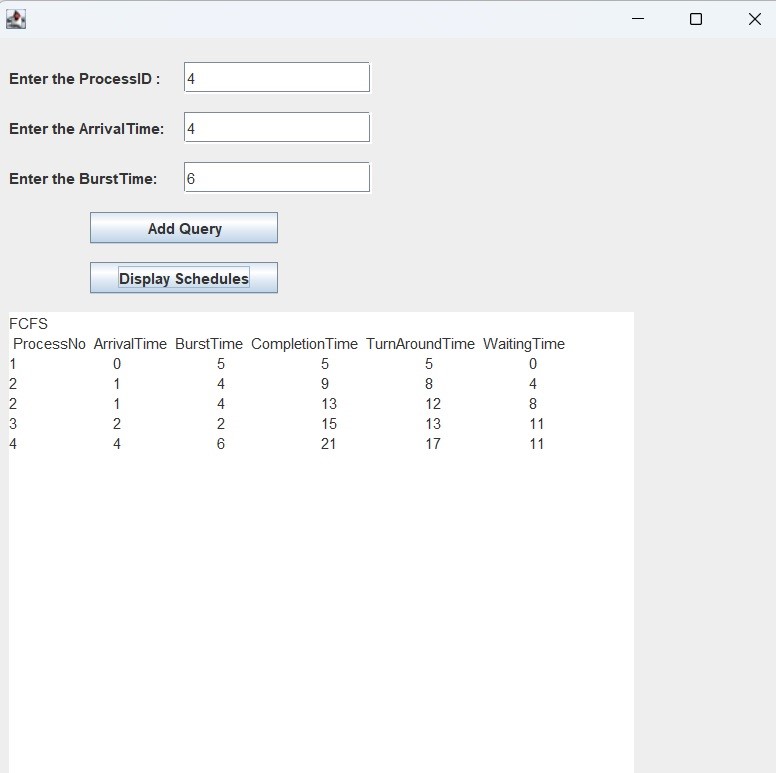 Enter the ProcessID : 4
Enter the ArrivalTime: 4
Enter the BurstTime: 6
Add Query
Display Schedules
FCFS
ProcessNo ArrivalTime BurstTime CompletionTime TurnAroundTime WaitingTime
1 0 5 5 5 0
2 1 4 9 8 4
2 1 4 13 12 8
3 2 2 15 13 11
4 4 6 21 17 11